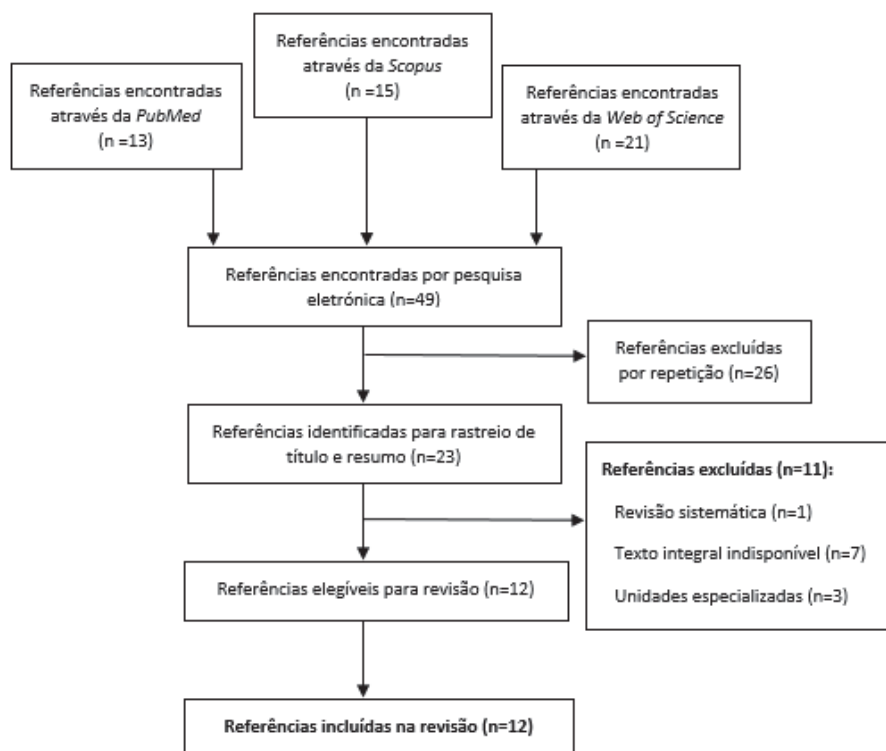 Referências encontradas
através da Scopus
(n =15)
Referências encontradas
através da PubMed
(n =13)
Referências encontradas
através da Web of Science
(n =21)
Referências encontradas por pesquisa
eletrónica (n=49)
Referências excluídas
por repetição (n=26)
Referências identificadas para rastreio de
título e resumo (n=23)
Referências excluídas (n=11):
Revisão sistemática (n=1)
Texto integral indisponível (n=7)
Unidades especializadas (n=3)
Referências elegíveis para revisão (n=12)
Referências incluídas na revisão (n=12)